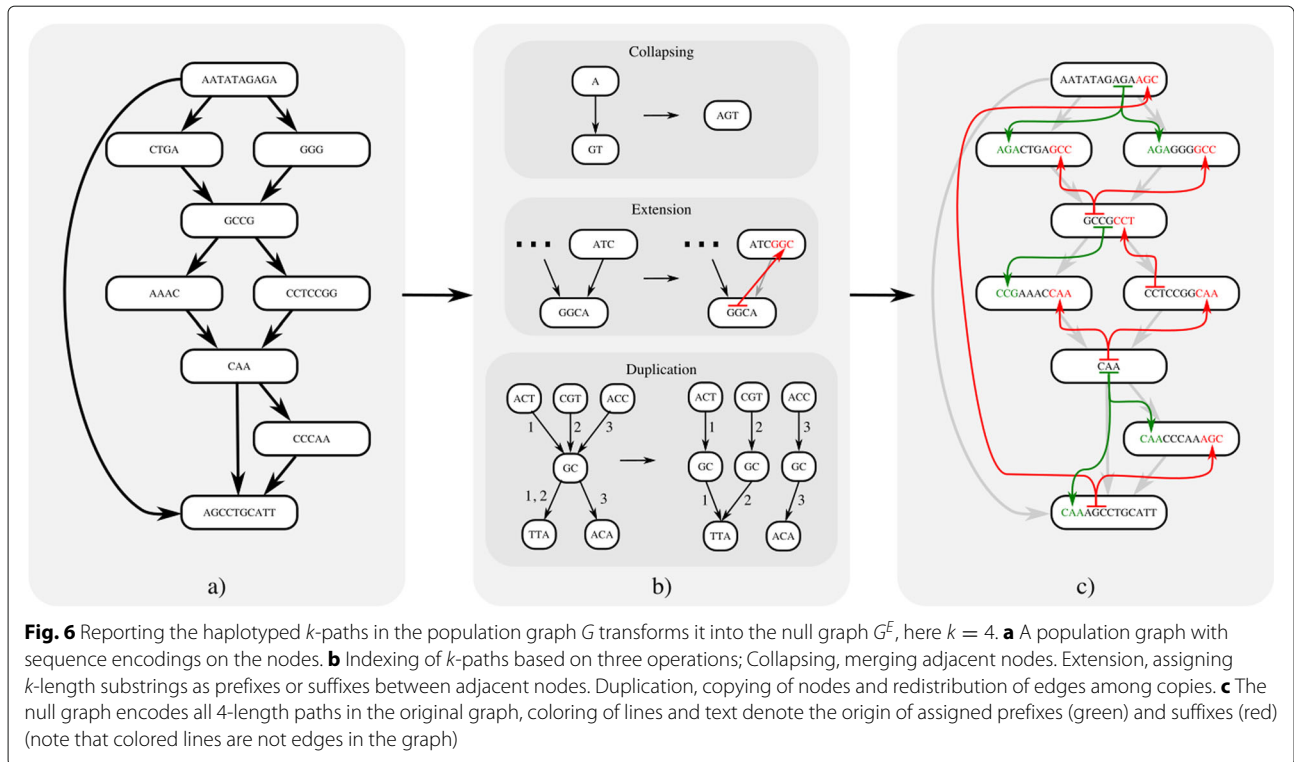 AATATAGAGA
CTGA
GGG
GCCG
AAAC
CCTCCGG
CAA
CCCAA
AGCCTGCATT
a)
Collapsing
A
GT
AGT
Extension
... ATC
GGCA
... ATCGGC
GGCA
Duplication
ACT CGT ACC
1 2 3
GC
1, 2 3
TTA ACA
ACT CGT ACC
1 2 3
GC GC GC
1 2 3
TTA ACA
b)
AATATAGAGAAGC
AGACTGAGCC
AGAGGGGCC
GCCGCCT
CCGAAACCAA
CCTCCGGCAA
CAA
CAACCCAAAGC
CAAAGCCTGCATT
c)
Fig. 6 Reporting the haplotyped k-paths in the population graph G transforms it into the null graph G^E, here k = 4. a A population graph with
sequence encodings on the nodes. b Indexing of k-paths based on three operations; Collapsing, merging adjacent nodes. Extension, assigning
k-length substrings as prefixes or suffixes between adjacent nodes. Duplication, copying of nodes and redistribution of edges among copies. c The
null graph encodes all 4-length paths in the original graph, coloring of lines and text denote the origin of assigned prefixes (green) and suffixes (red)
(note that colored lines are not edges in the graph)